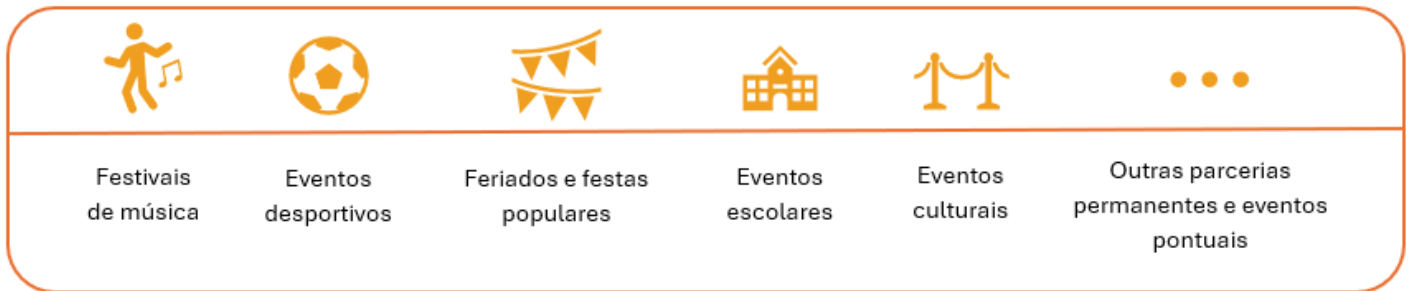 Festivais
de música
Eventos
desportivos
Feriados e festas
populares
Eventos
escolares
Eventos
culturais
Outras parcerias
permanentes e eventos
pontuais